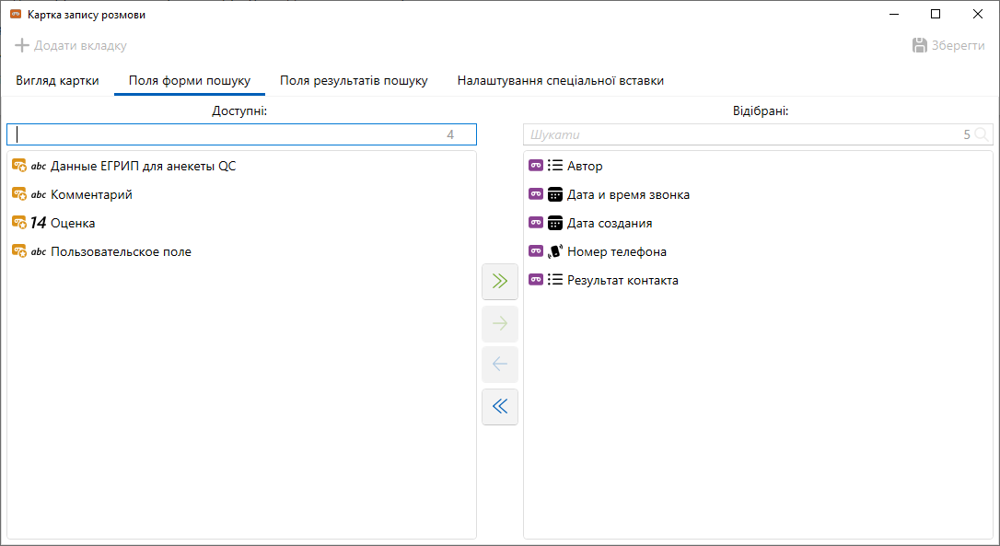 Картка запису розмови
Додати вкладку
Зберегти
Вигляд картки
Поля форми пошуку
Поля результатів пошуку
Налаштування спеціальної вставки
Доступні:
4
abc Данные ЕГРИП для анкеты QC
abc Комментарий
14 Оценка
abc Пользовательское поле
Відібрані:
Шукати 5
Автор
Дата и время звонка
Дата создания
Номер телефона
Результат контакта